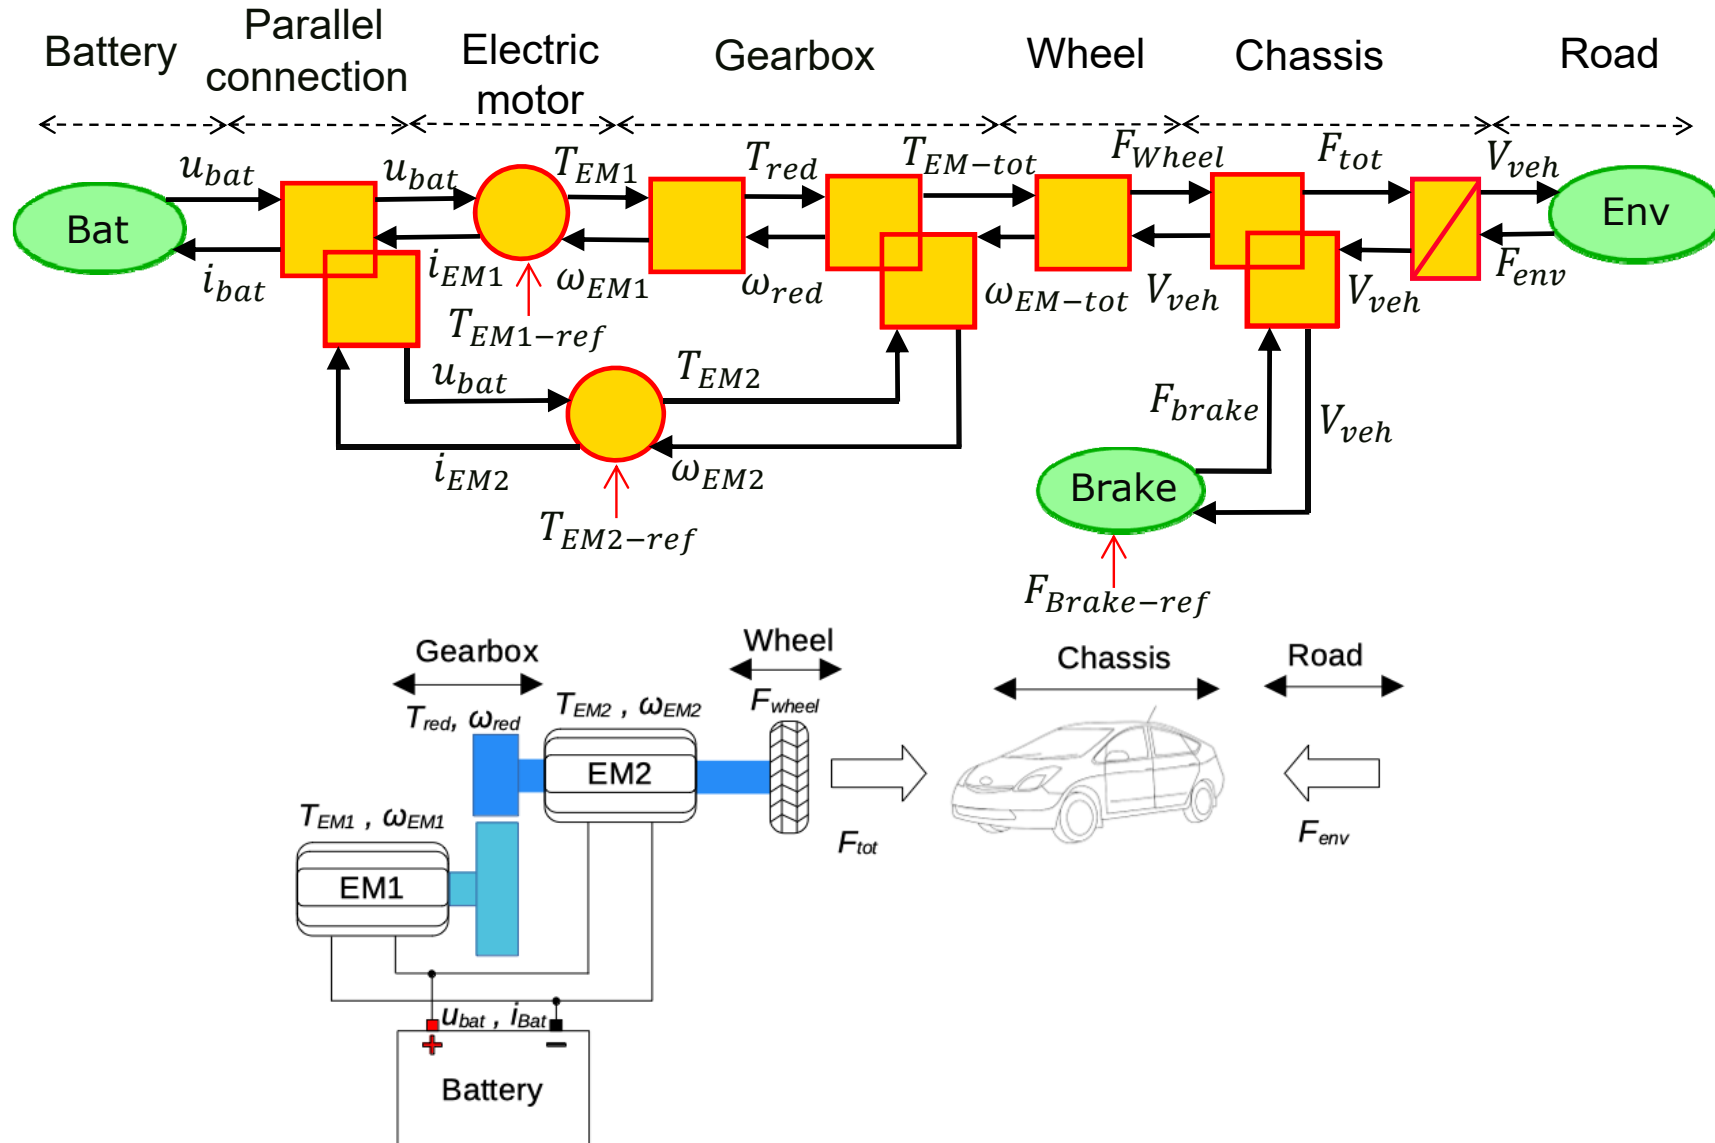 Battery
Parallel
connection
Electric
motor
Gearbox
Wheel
Chassis
Road
u_bat
u_bat
T_EM1
T_red
T_EM−tot
F_Wheel
F_tot
V_veh
Bat
Env
i_bat
i_EM1
ω_EM1
ω_red
ω_EM−tot
V_veh
V_veh
F_env
T_EM1−ref
u_bat
T_EM2
F_brake
V_veh
i_EM2
ω_EM2
Brake
T_EM2−ref
F_Brake−ref
Gearbox
Wheel
Chassis
Road
T_red, ω_red
T_EM2 , ω_EM2
F_wheel
EM2
T_EM1 , ω_EM1
F_tot
F_env
EM1
u_bat , i_Bat
+ −
Battery